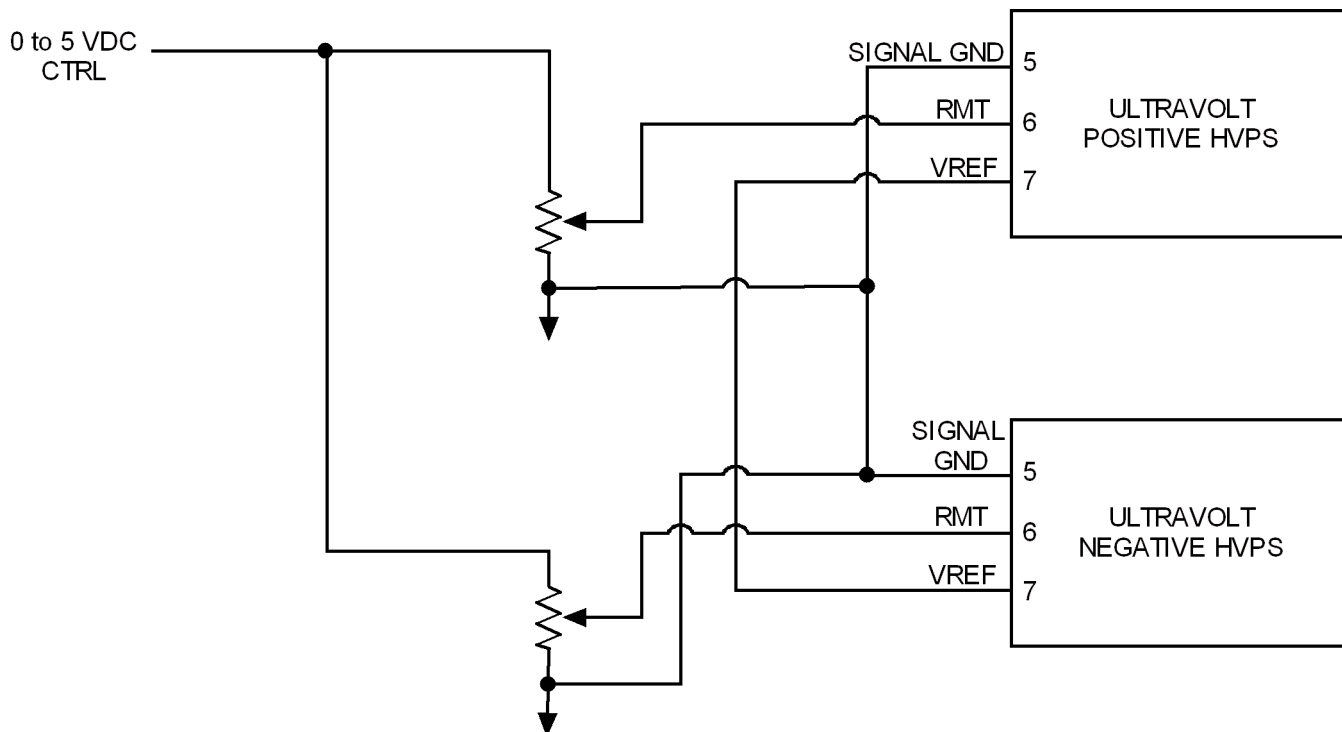 0 to 5 VDC
CTRL
SIGNAL GND
5
RMT
6
VREF
7
ULTRAVOLT
POSITIVE HVPS
SIGNAL
GND
5
RMT
6
VREF
7
ULTRAVOLT
NEGATIVE HVPS